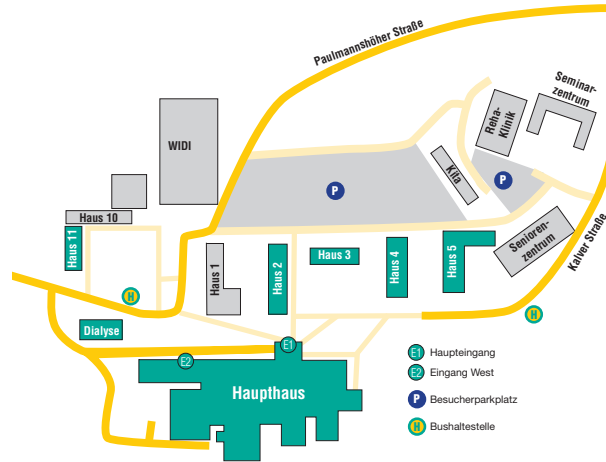 Paulmannshöher Straße
Seminar-
zentrum
Reha-
Klinik
WIDI
P
Kita
P
Haus 10
Haus 11
Haus 1
Haus 2
Haus 3
Haus 4
Haus 5
Senioren-
zentrum
Kalver Straße
H
H
Dialyse
E1
E2
Haupthaus
E1 Haupteingang
E2 Eingang West
P Besucherparkplatz
H Bushaltestelle